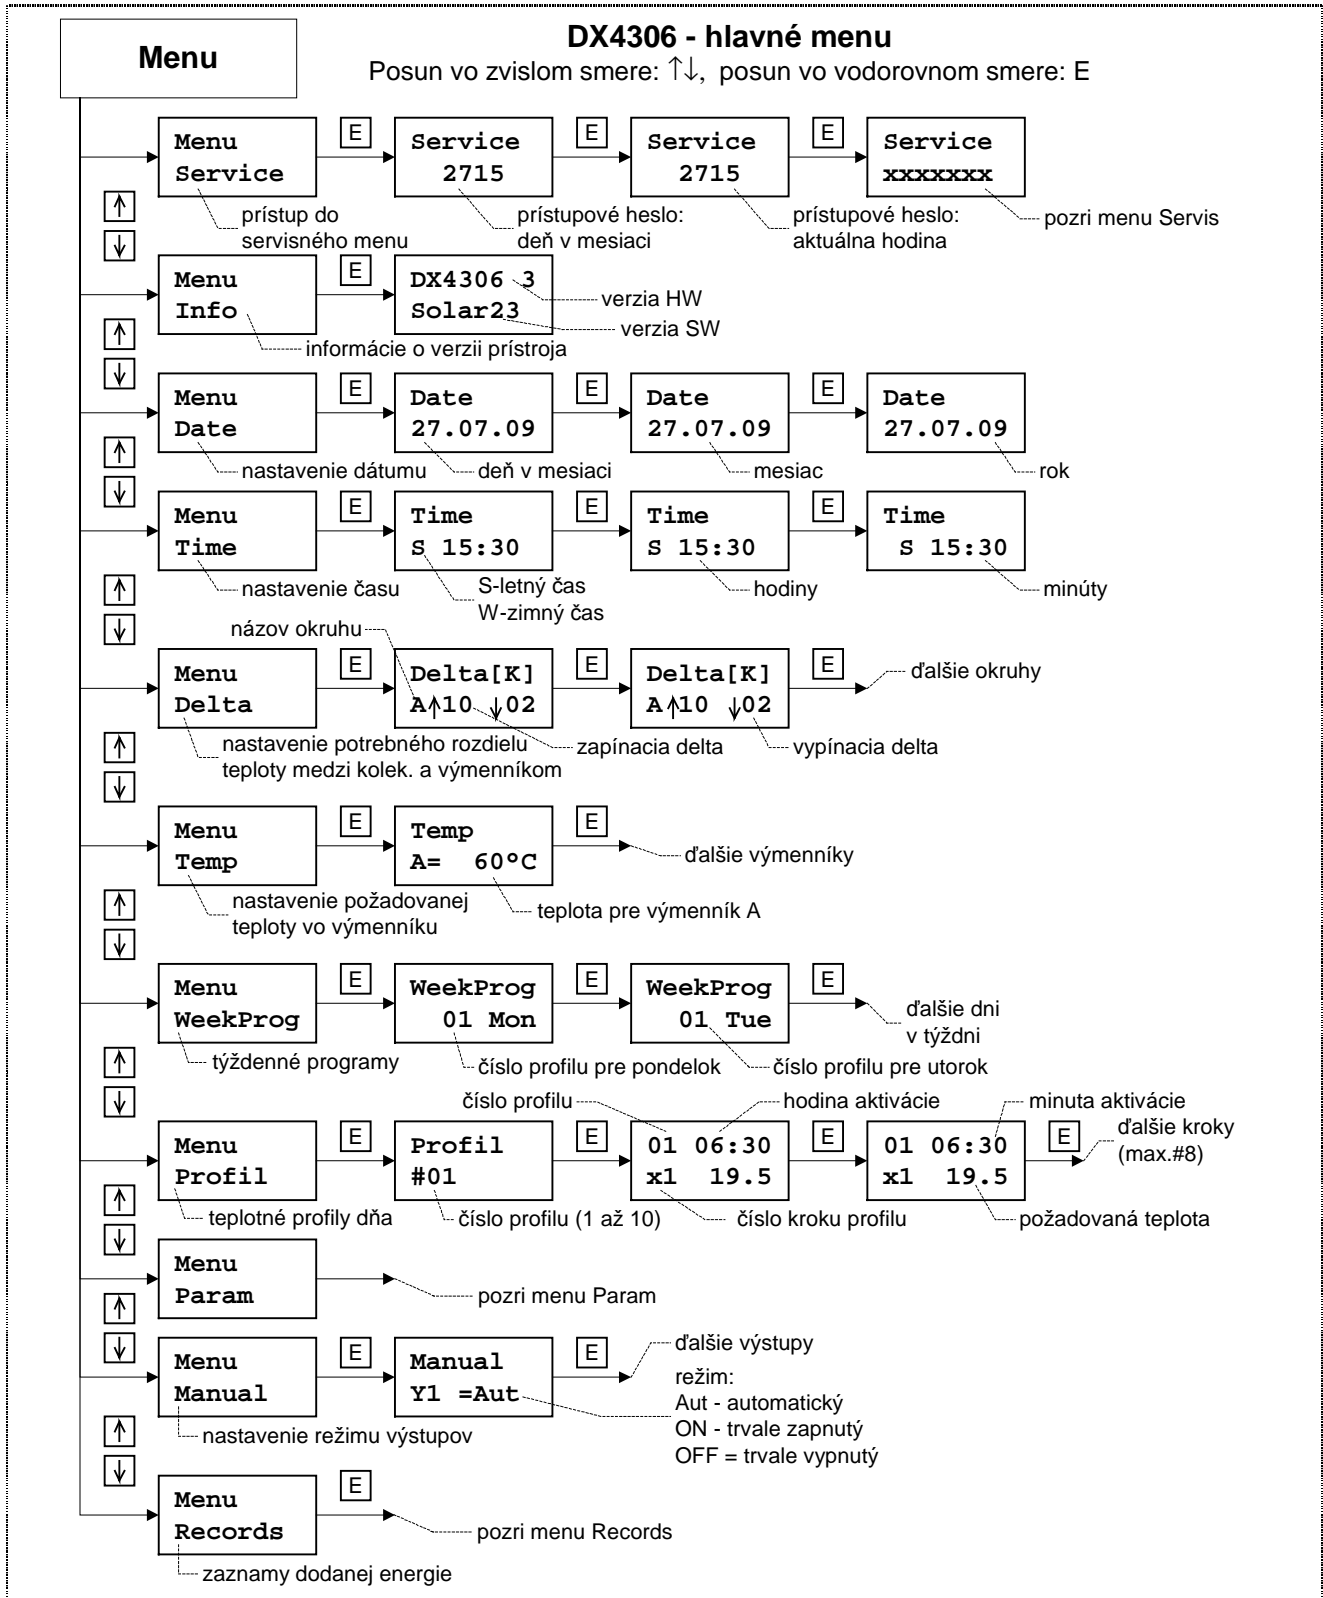 Menu
DX4306 - hlavné menu
Posun vo zvislom smere: ↑↓, posun vo vodorovnom smere: E
Menu
Service
E
Service
2715
E
Service
2715
E
Service
xxxxxxx
prístup do
servisného menu
prístupové heslo:
deň v mesiaci
prístupové heslo:
aktuálna hodina
pozri menu Servis
↑
↓
Menu
Info
E
DX4306 3
Solar23
verzia HW
verzia SW
informácie o verzii prístroja
↑
↓
Menu
Date
E
Date
27.07.09
E
Date
27.07.09
E
Date
27.07.09
nastavenie dátumu
deň v mesiaci
mesiac
rok
↑
↓
Menu
Time
E
Time
S 15:30
E
Time
S 15:30
E
Time
S 15:30
nastavenie času
S-letný čas
W-zimný čas
hodiny
minúty
↑
↓
názov okruhu
Menu
Delta
E
Delta[K]
A↑10 ↓02
E
Delta[K]
A↑10 ↓02
E
ďalšie okruhy
nastavenie potrebného rozdielu
teploty medzi kolek. a výmenníkom
zapínacia delta
vypínacia delta
↑
↓
Menu
Temp
E
Temp
A= 60°C
E
ďalšie výmenníky
nastavenie požadovanej
teploty vo výmenníku
teplota pre výmenník A
↑
↓
Menu
WeekProg
E
WeekProg
01 Mon
E
WeekProg
01 Tue
E
ďalšie dni
v týždni
týždenné programy
číslo profilu pre pondelok
číslo profilu pre utorok
↑
↓
číslo profilu
hodina aktivácie
minuta aktivácie
Menu
Profil
E
Profil
#01
E
01 06:30
x1 19.5
E
01 06:30
x1 19.5
E
ďalšie kroky
(max.#8)
teplotné profily dňa
číslo profilu (1 až 10)
číslo kroku profilu
požadovaná teplota
↑
↓
Menu
Param
pozri menu Param
↑
↓
Menu
Manual
E
Manual
Y1 =Aut
E
ďalšie výstupy
režim:
Aut - automatický
ON - trvale zapnutý
OFF = trvale vypnutý
nastavenie režimu výstupov
↑
↓
Menu
Records
E
pozri menu Records
zaznamy dodanej energie